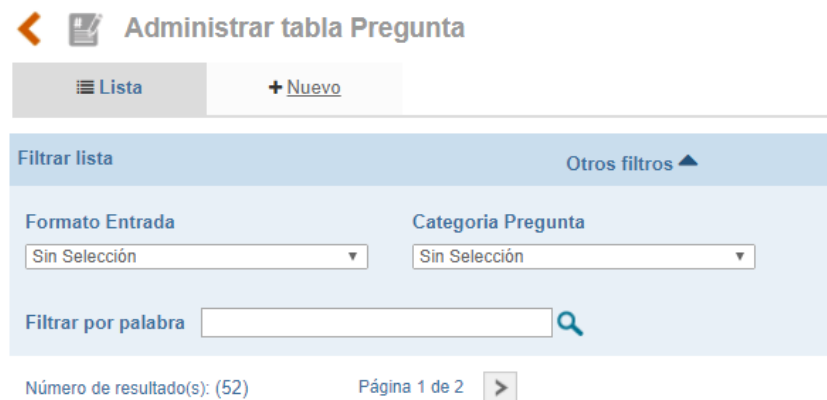 Administrar tabla Pregunta
Lista + Nuevo
Filtrar lista Otros filtros
Formato Entrada Categoria Pregunta
Sin Selección Sin Selección
Filtrar por palabra
Número de resultado(s): (52) Página 1 de 2 >